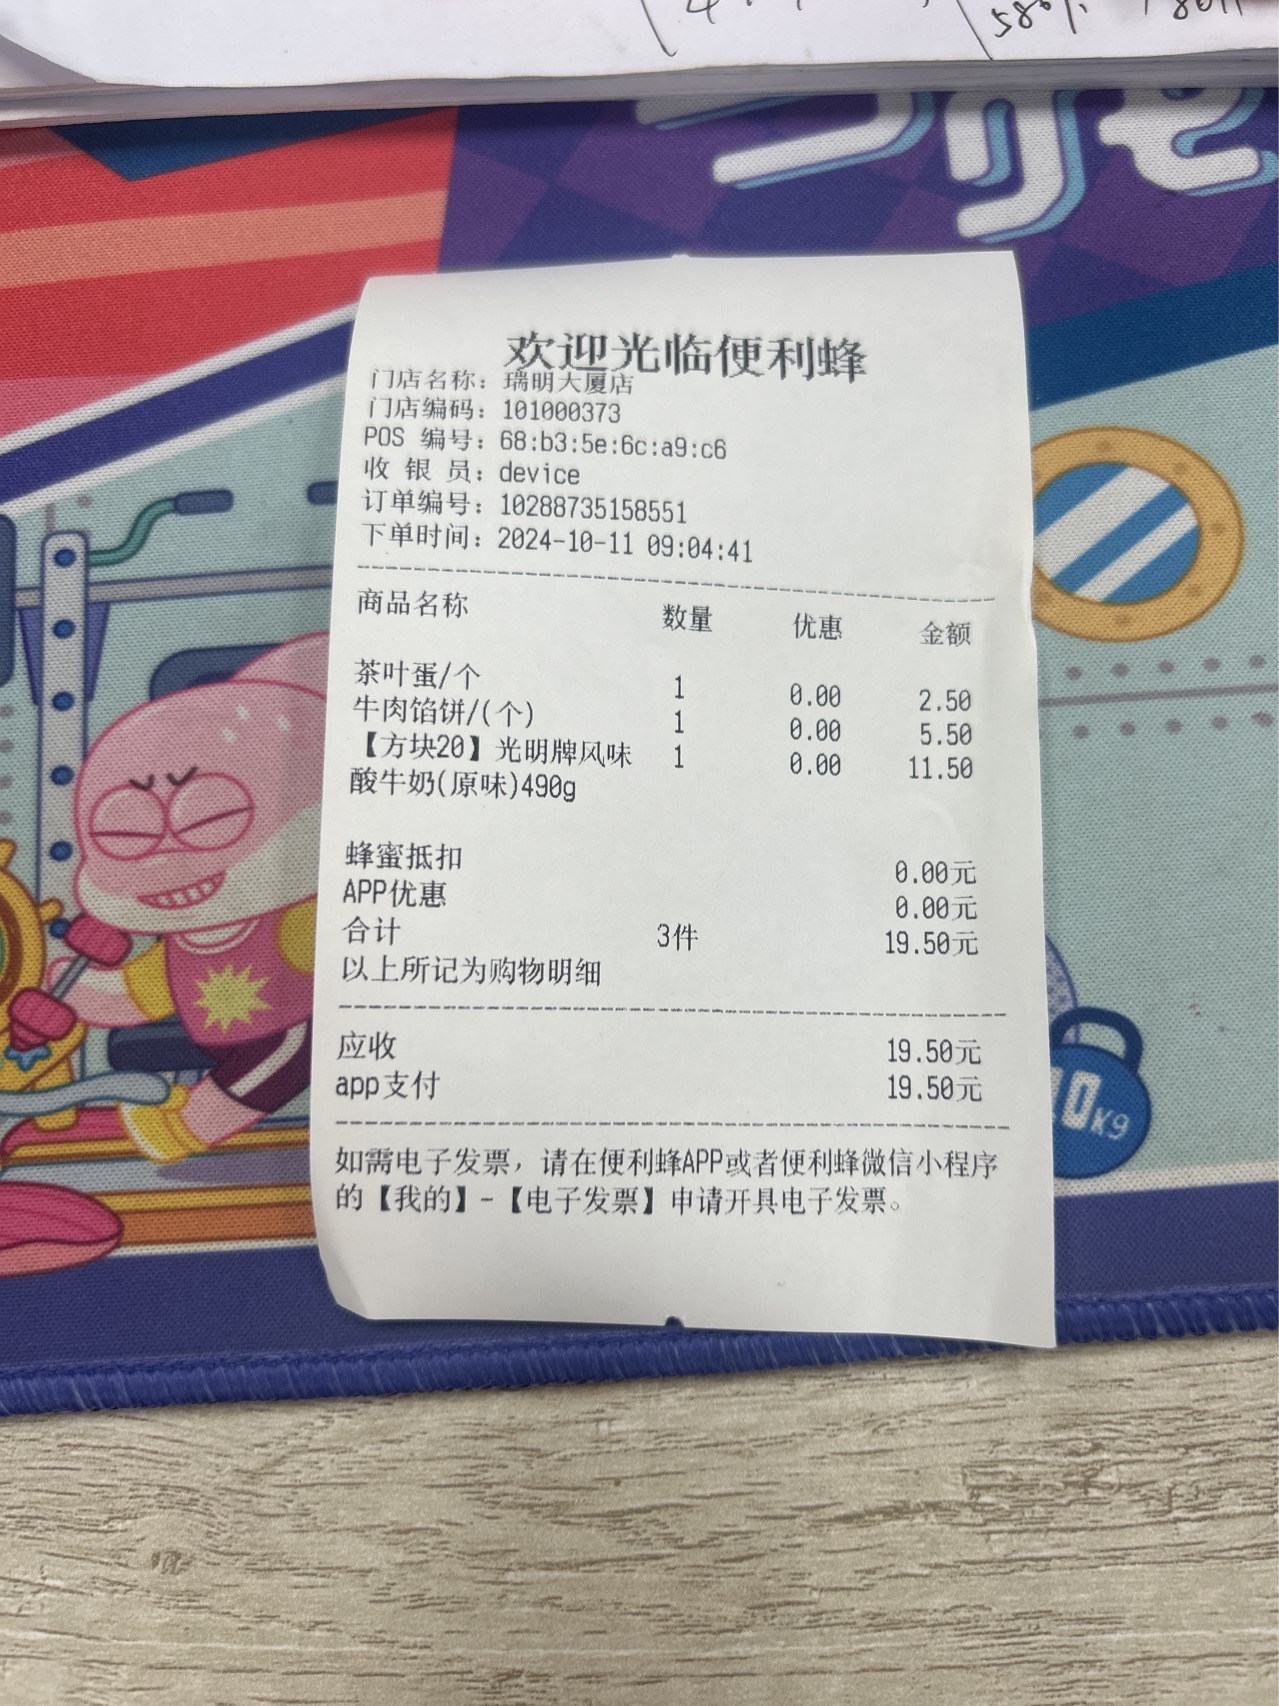 欢迎光临便利蜂
门店名称：瑞明大厦店
门店编码：101000373
POS 编号：68:b3:5e:6c:a9:c6
收 银 员：device
订单编号：10288735158551
下单时间：2024-10-11 09:04:41
商品名称 数量 优惠 金额
茶叶蛋/个 1 0.00 2.50
牛肉馅饼/(个) 1 0.00 5.50
【方块20】光明牌风味 1 0.00 11.50
酸牛奶(原味)490g
蜂蜜抵扣 0.00元
APP优惠 0.00元
合计 3件 19.50元
以上所记为购物明细
应收 19.50元
app支付 19.50元
如需电子发票，请在便利蜂APP或者便利蜂微信小程序
的【我的】-【电子发票】申请开具电子发票。